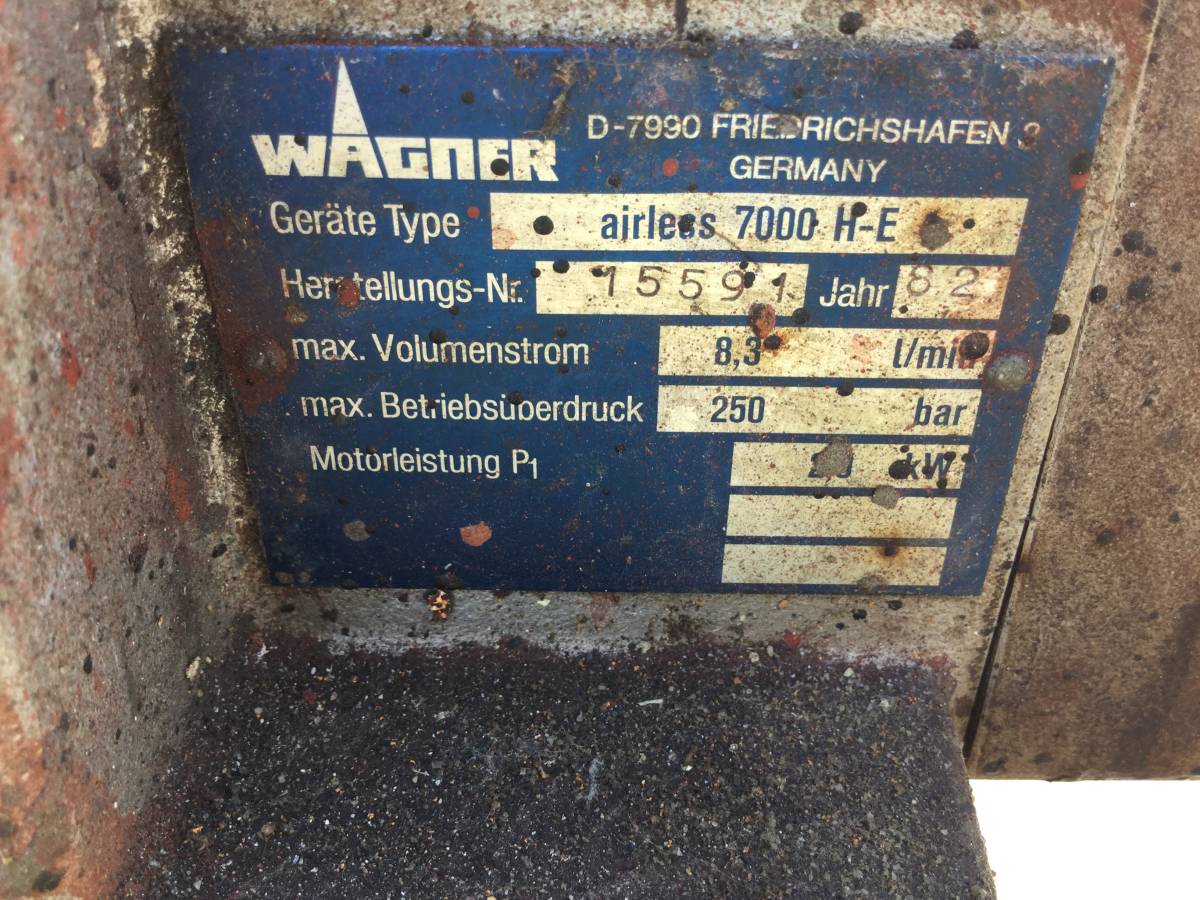 WAGNER
D-7990 FRIEDRICHSHAFEN
GERMANY
Geräte Type airless 7000 H-E
Herstellungs-Nr. 15591 Jahr 82
max. Volumenstrom 8,3 l/min
max. Betriebsüberdruck 250 bar
Motorleistung P1 kW